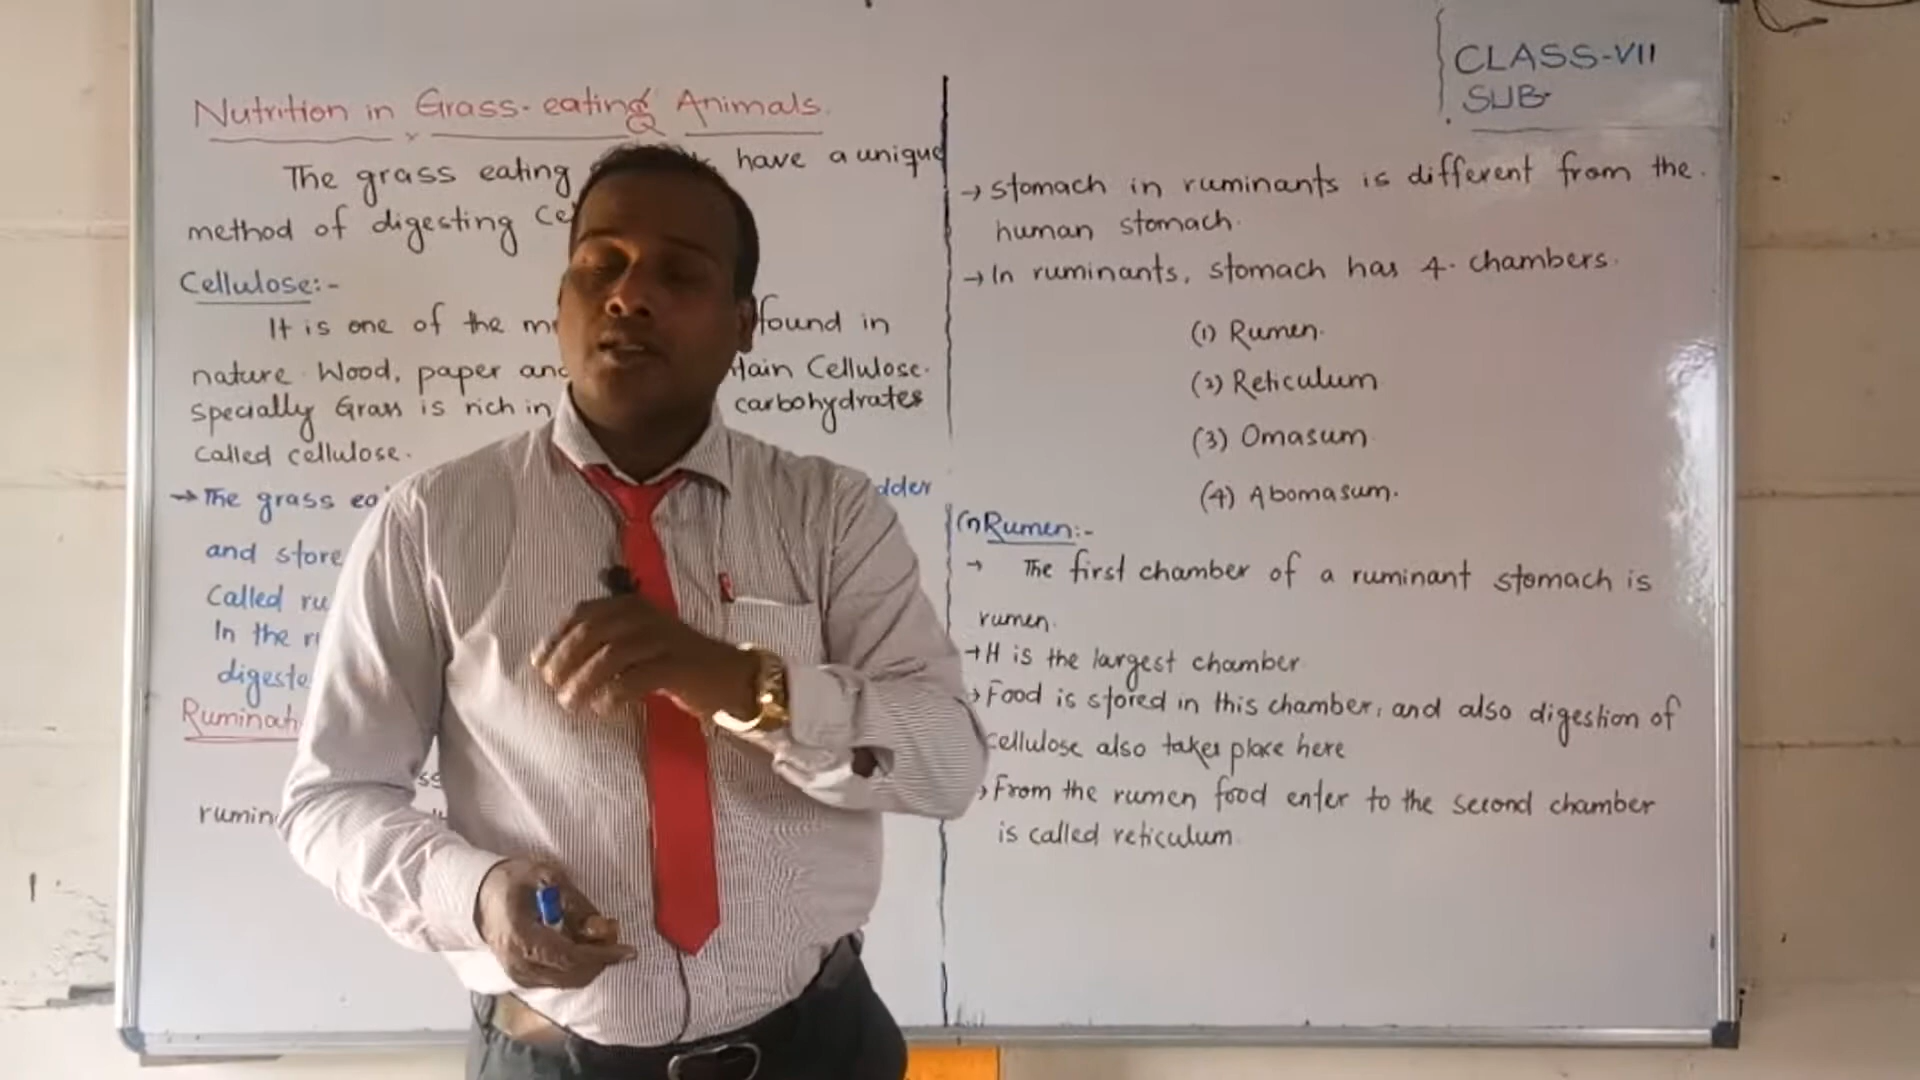 Nutrition in Grass-eating Animals.
The grass eating have a unique
method of digesting
Cellulose:-
It is one of the found in
nature. Wood, paper and Cellulose.
specially Grass is rich in carbohydrates
called cellulose.
→ The grass
and store
Called
In the
Ruminati
CLASS-VII
SUB-
→ stomach in ruminants is different from the
human stomach.
→ In ruminants, stomach has 4. chambers.
(1) Rumen.
(2) Reticulum
(3) Omasum
(4) Abomasum.
(1) Rumen:-
→ The first chamber of a ruminant stomach is
rumen.
→ It is the largest chamber
→ Food is stored in this chamber, and also digestion of
cellulose also takes place here
→ From the rumen food enter to the second chamber
is called reticulum.